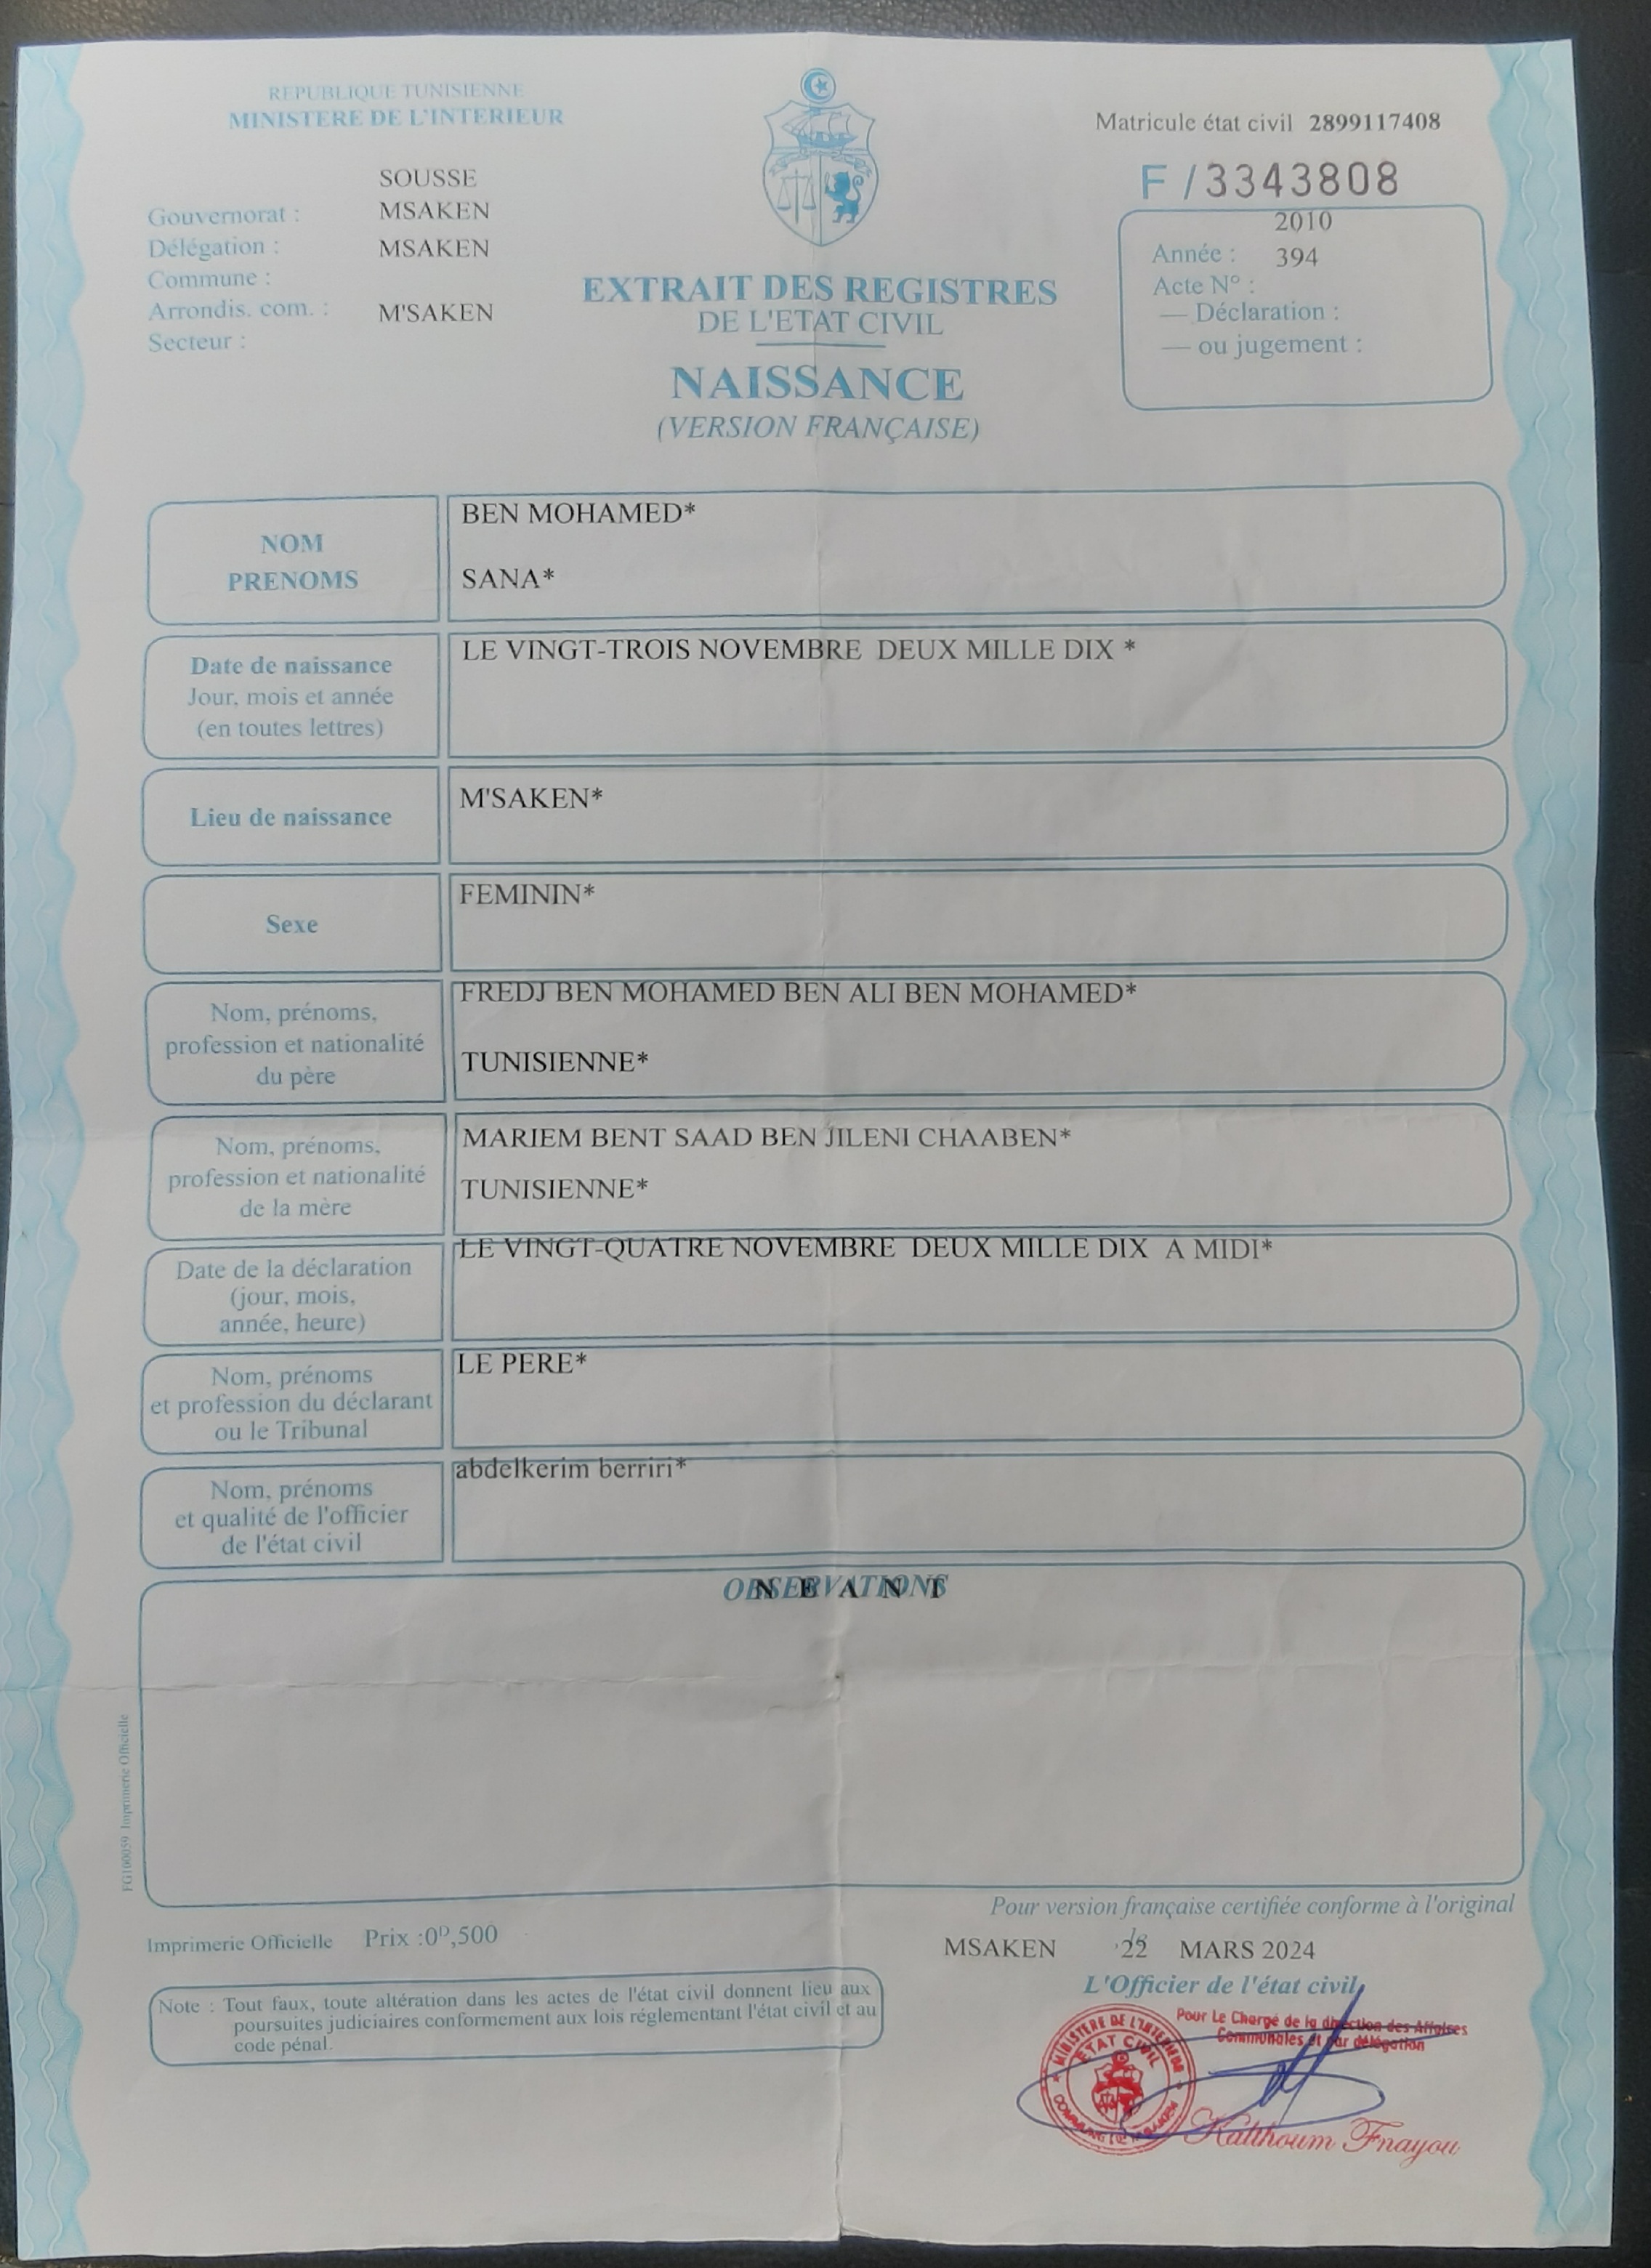 REPUBLIQUE TUNISIENNE
MINISTERE DE L'INTERIEUR
Matricule état civil 2899117408
F / 3343808
SOUSSE
Gouvernorat : MSAKEN
Délégation : MSAKEN
Commune :
Arrondis. com. : M'SAKEN
Secteur :
2010
Année : 394
Acte N° :
— Déclaration :
— ou jugement :
EXTRAIT DES REGISTRES
DE L'ETAT CIVIL
NAISSANCE
(VERSION FRANÇAISE)
NOM
PRENOMS
BEN MOHAMED*
SANA*
Date de naissance
Jour, mois et année
(en toutes lettres)
LE VINGT-TROIS NOVEMBRE DEUX MILLE DIX *
Lieu de naissance
M'SAKEN*
Sexe
FEMININ*
Nom, prénoms,
profession et nationalité
du père
FREDJ BEN MOHAMED BEN ALI BEN MOHAMED*
TUNISIENNE*
Nom, prénoms,
profession et nationalité
de la mère
MARIEM BENT SAAD BEN JILENI CHAABEN*
TUNISIENNE*
Date de la déclaration
(jour, mois,
année, heure)
LE VINGT-QUATRE NOVEMBRE DEUX MILLE DIX A MIDI*
Nom, prénoms
et profession du déclarant
ou le Tribunal
LE PERE*
Nom, prénoms
et qualité de l'officier
de l'état civil
abdelkerim berriri*
OBSERVATIONS
N E A N T
FG100059 Imprimerie Officielle
Pour version française certifiée conforme à l'original
Imprimerie Officielle Prix :0ᴰ,500
MSAKEN le 22 MARS 2024
L'Officier de l'état civil
Note : Tout faux, toute altération dans les actes de l'état civil donnent lieu aux
poursuites judiciaires conformement aux lois réglementant l'état civil et au
code pénal.
Pour Le Chargé de la direction des Affaires
Communales et par délégation
MINISTERE DE L'INTERIEUR
ETAT CIVIL
Kalthoum Fnayou